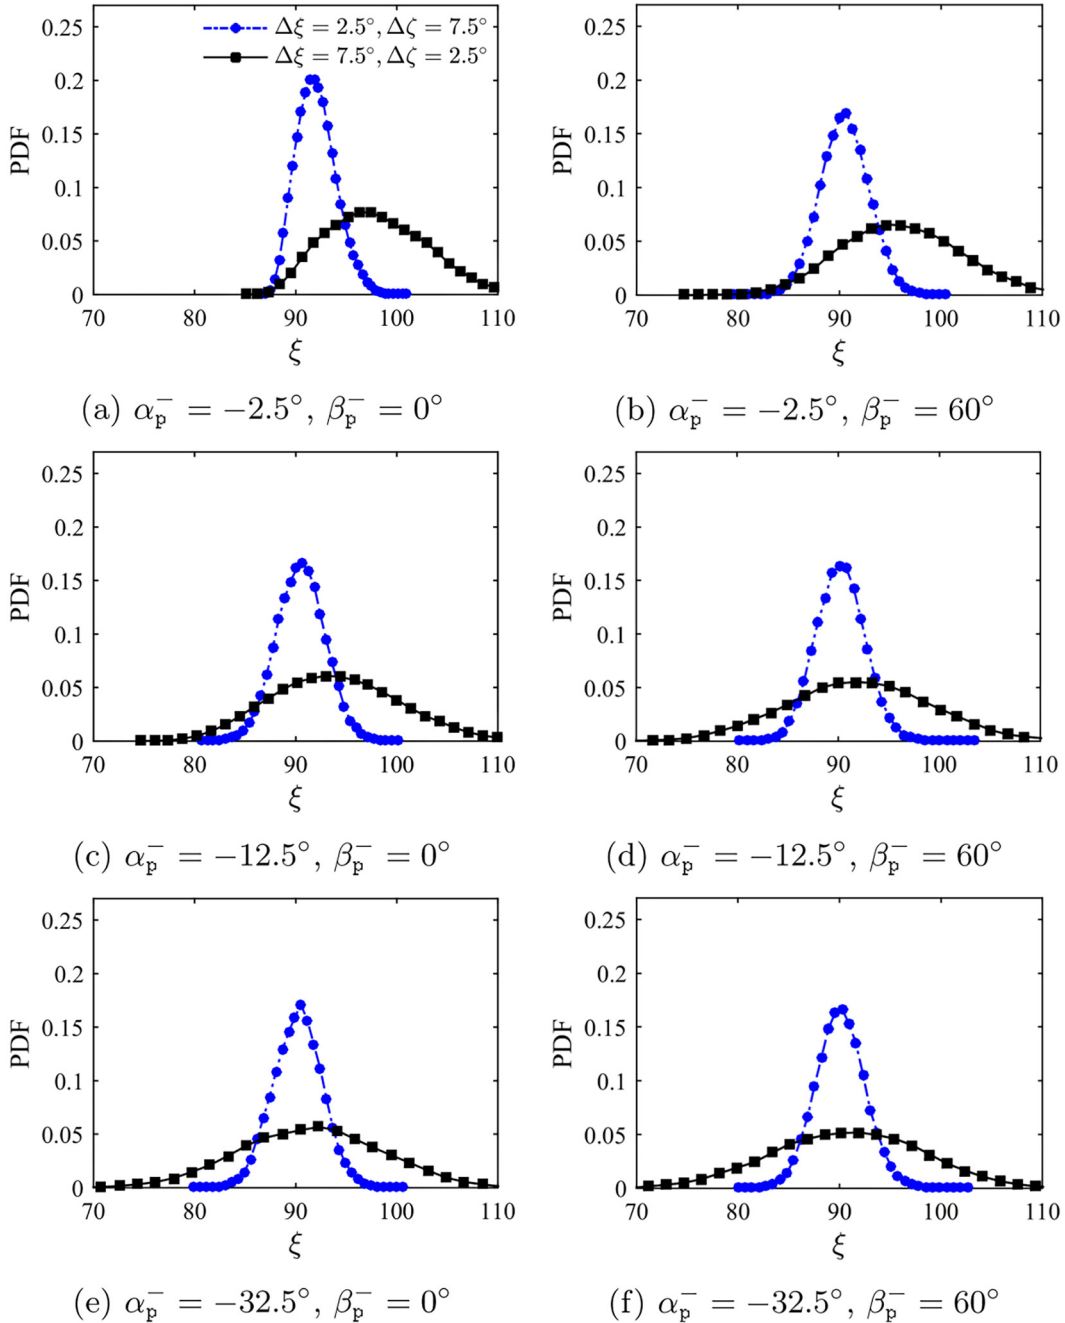 0.25
0.2
0.15
0.1
0.05
0
PDF
Δξ = 2.5°, Δζ = 7.5°
Δξ = 7.5°, Δζ = 2.5°
70 80 90 100 110
ξ
(a) α_p^- = −2.5°, β_p^- = 0°
0.25
0.2
0.15
0.1
0.05
0
PDF
70 80 90 100 110
ξ
(b) α_p^- = −2.5°, β_p^- = 60°
0.25
0.2
0.15
0.1
0.05
0
PDF
70 80 90 100 110
ξ
(c) α_p^- = −12.5°, β_p^- = 0°
0.25
0.2
0.15
0.1
0.05
0
PDF
70 80 90 100 110
ξ
(d) α_p^- = −12.5°, β_p^- = 60°
0.25
0.2
0.15
0.1
0.05
0
PDF
70 80 90 100 110
ξ
(e) α_p^- = −32.5°, β_p^- = 0°
0.25
0.2
0.15
0.1
0.05
0
PDF
70 80 90 100 110
ξ
(f) α_p^- = −32.5°, β_p^- = 60°